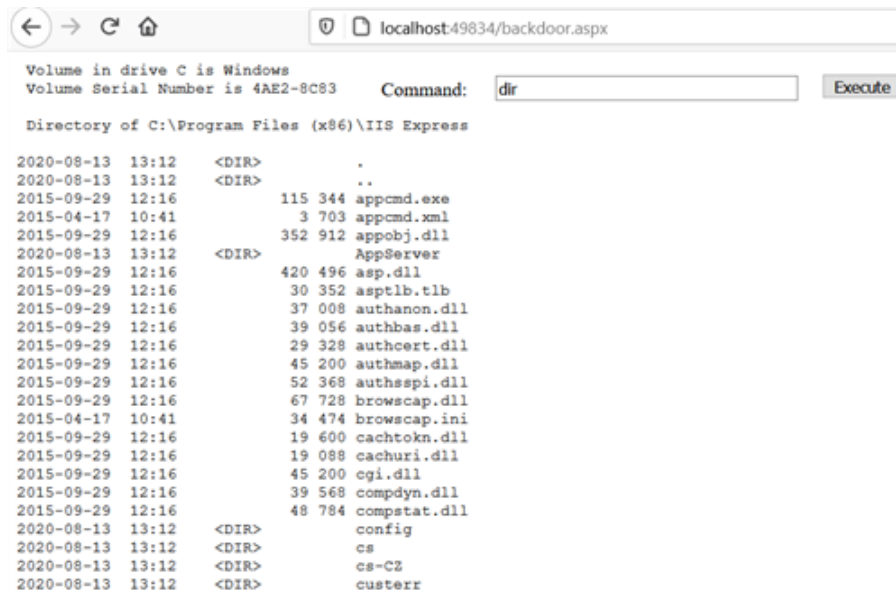 localhost:49834/backdoor.aspx
Volume in drive C is Windows
Volume Serial Number is 4AE2-8C83
Command: dir Execute
Directory of C:\Program Files (x86)\IIS Express
2020-08-13 13:12 <DIR> .
2020-08-13 13:12 <DIR> ..
2015-09-29 12:16 115 344 appcmd.exe
2015-04-17 10:41 3 703 appcmd.xml
2015-09-29 12:16 352 912 appobj.dll
2020-08-13 13:12 <DIR> AppServer
2015-09-29 12:16 420 496 asp.dll
2015-09-29 12:16 30 352 asptlb.tlb
2015-09-29 12:16 37 008 authanon.dll
2015-09-29 12:16 39 056 authbas.dll
2015-09-29 12:16 29 328 authcert.dll
2015-09-29 12:16 45 200 authmap.dll
2015-09-29 12:16 52 368 authsspi.dll
2015-09-29 12:16 67 728 browscap.dll
2015-04-17 10:41 34 474 browscap.ini
2015-09-29 12:16 19 600 cachtokn.dll
2015-09-29 12:16 19 088 cachuri.dll
2015-09-29 12:16 45 200 cgi.dll
2015-09-29 12:16 39 568 compdyn.dll
2015-09-29 12:16 48 784 compstat.dll
2020-08-13 13:12 <DIR> config
2020-08-13 13:12 <DIR> cs
2020-08-13 13:12 <DIR> cs-CZ
2020-08-13 13:12 <DIR> custerr